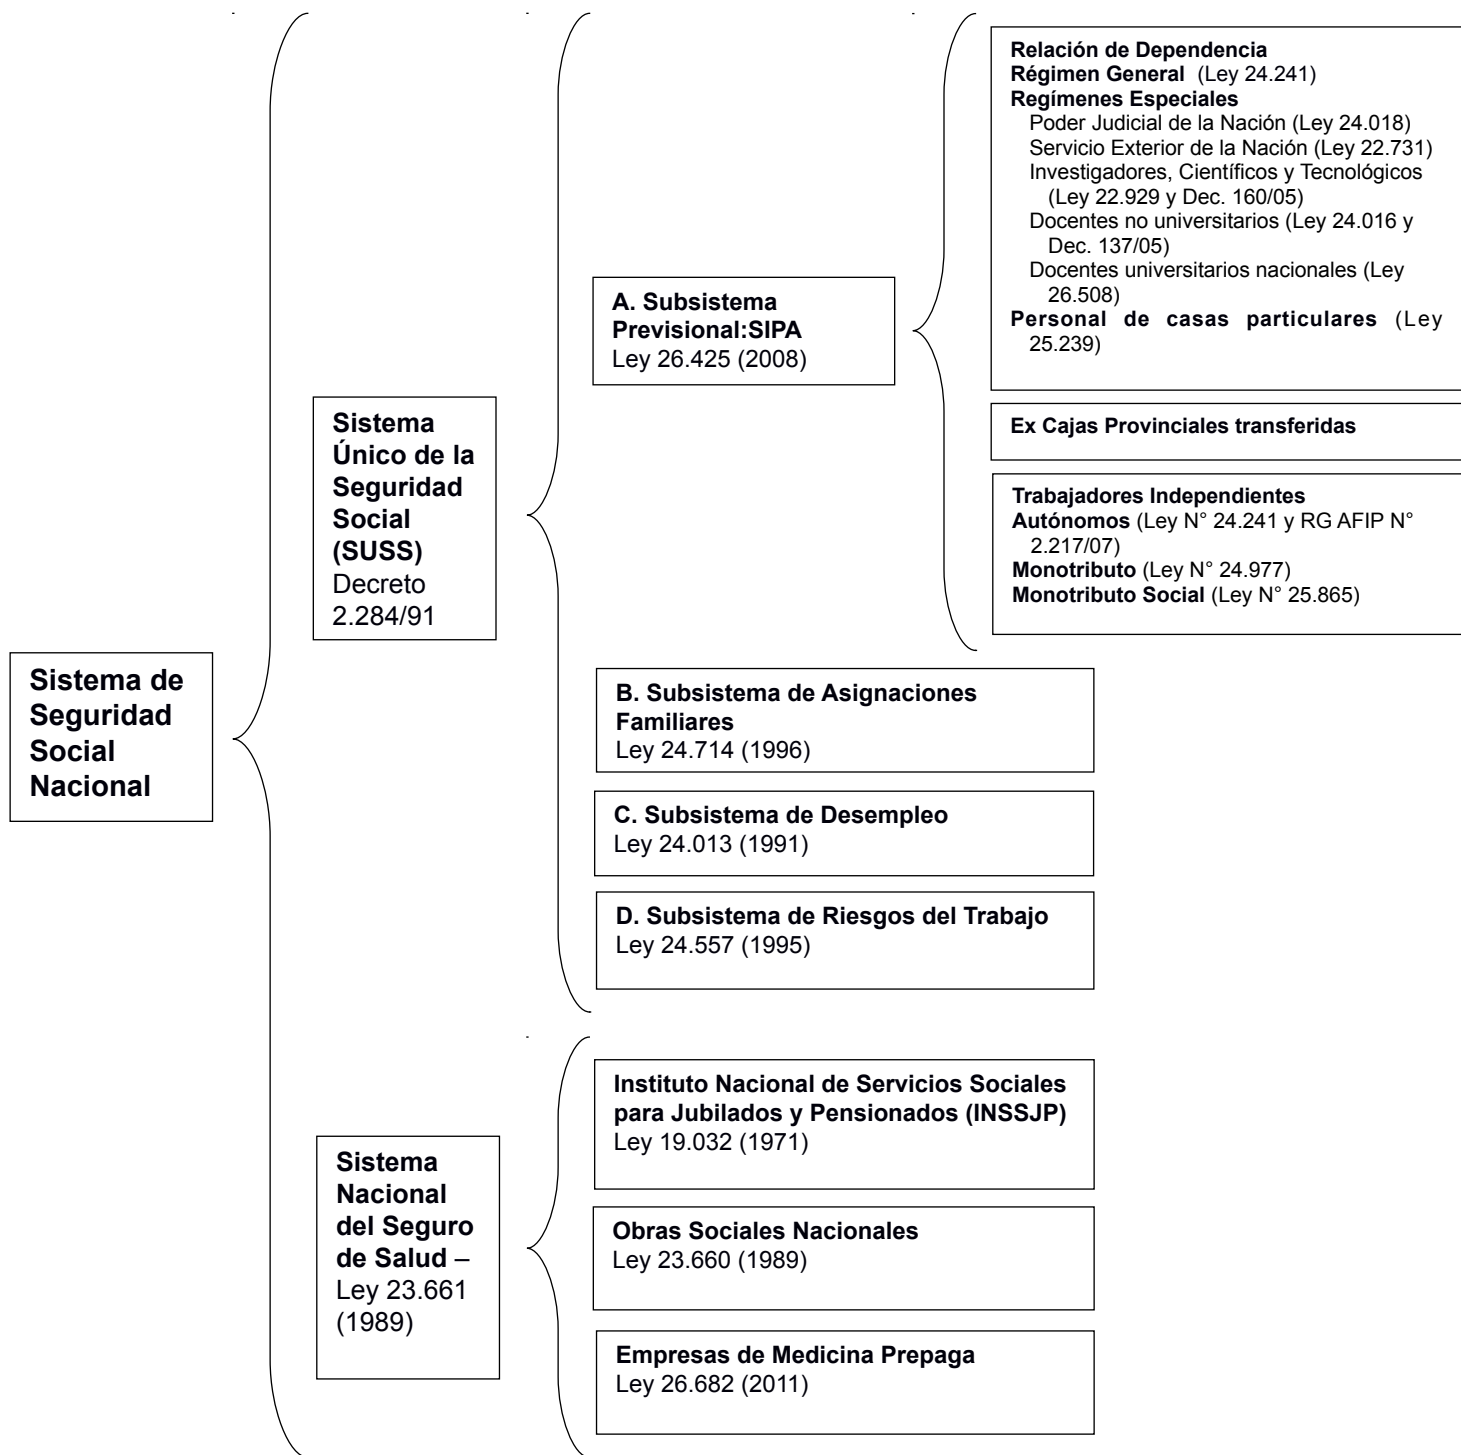 Sistema de
Seguridad
Social
Nacional
Sistema
Único de la
Seguridad
Social
(SUSS)
Decreto
2.284/91
A. Subsistema
Previsional:SIPA
Ley 26.425 (2008)
Relación de Dependencia
Régimen General (Ley 24.241)
Regímenes Especiales
Poder Judicial de la Nación (Ley 24.018)
Servicio Exterior de la Nación (Ley 22.731)
Investigadores, Científicos y Tecnológicos
(Ley 22.929 y Dec. 160/05)
Docentes no universitarios (Ley 24.016 y
Dec. 137/05)
Docentes universitarios nacionales (Ley
26.508)
Personal de casas particulares (Ley
25.239)
Ex Cajas Provinciales transferidas
Trabajadores Independientes
Autónomos (Ley N° 24.241 y RG AFIP N°
2.217/07)
Monotributo (Ley N° 24.977)
Monotributo Social (Ley N° 25.865)
B. Subsistema de Asignaciones
Familiares
Ley 24.714 (1996)
C. Subsistema de Desempleo
Ley 24.013 (1991)
D. Subsistema de Riesgos del Trabajo
Ley 24.557 (1995)
Sistema
Nacional
del Seguro
de Salud –
Ley 23.661
(1989)
Instituto Nacional de Servicios Sociales
para Jubilados y Pensionados (INSSJP)
Ley 19.032 (1971)
Obras Sociales Nacionales
Ley 23.660 (1989)
Empresas de Medicina Prepaga
Ley 26.682 (2011)